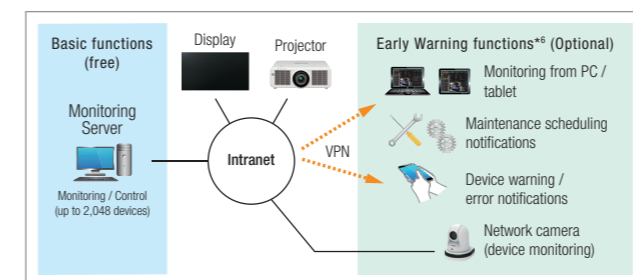 Basic functions
(free)
Monitoring
Server
Monitoring / Control
(up to 2,048 devices)
Display
Projector
Intranet
VPN
Early Warning functions*6 (Optional)
Monitoring from PC /
tablet
Maintenance scheduling
notifications
Device warning /
error notifications
Network camera
(device monitoring)